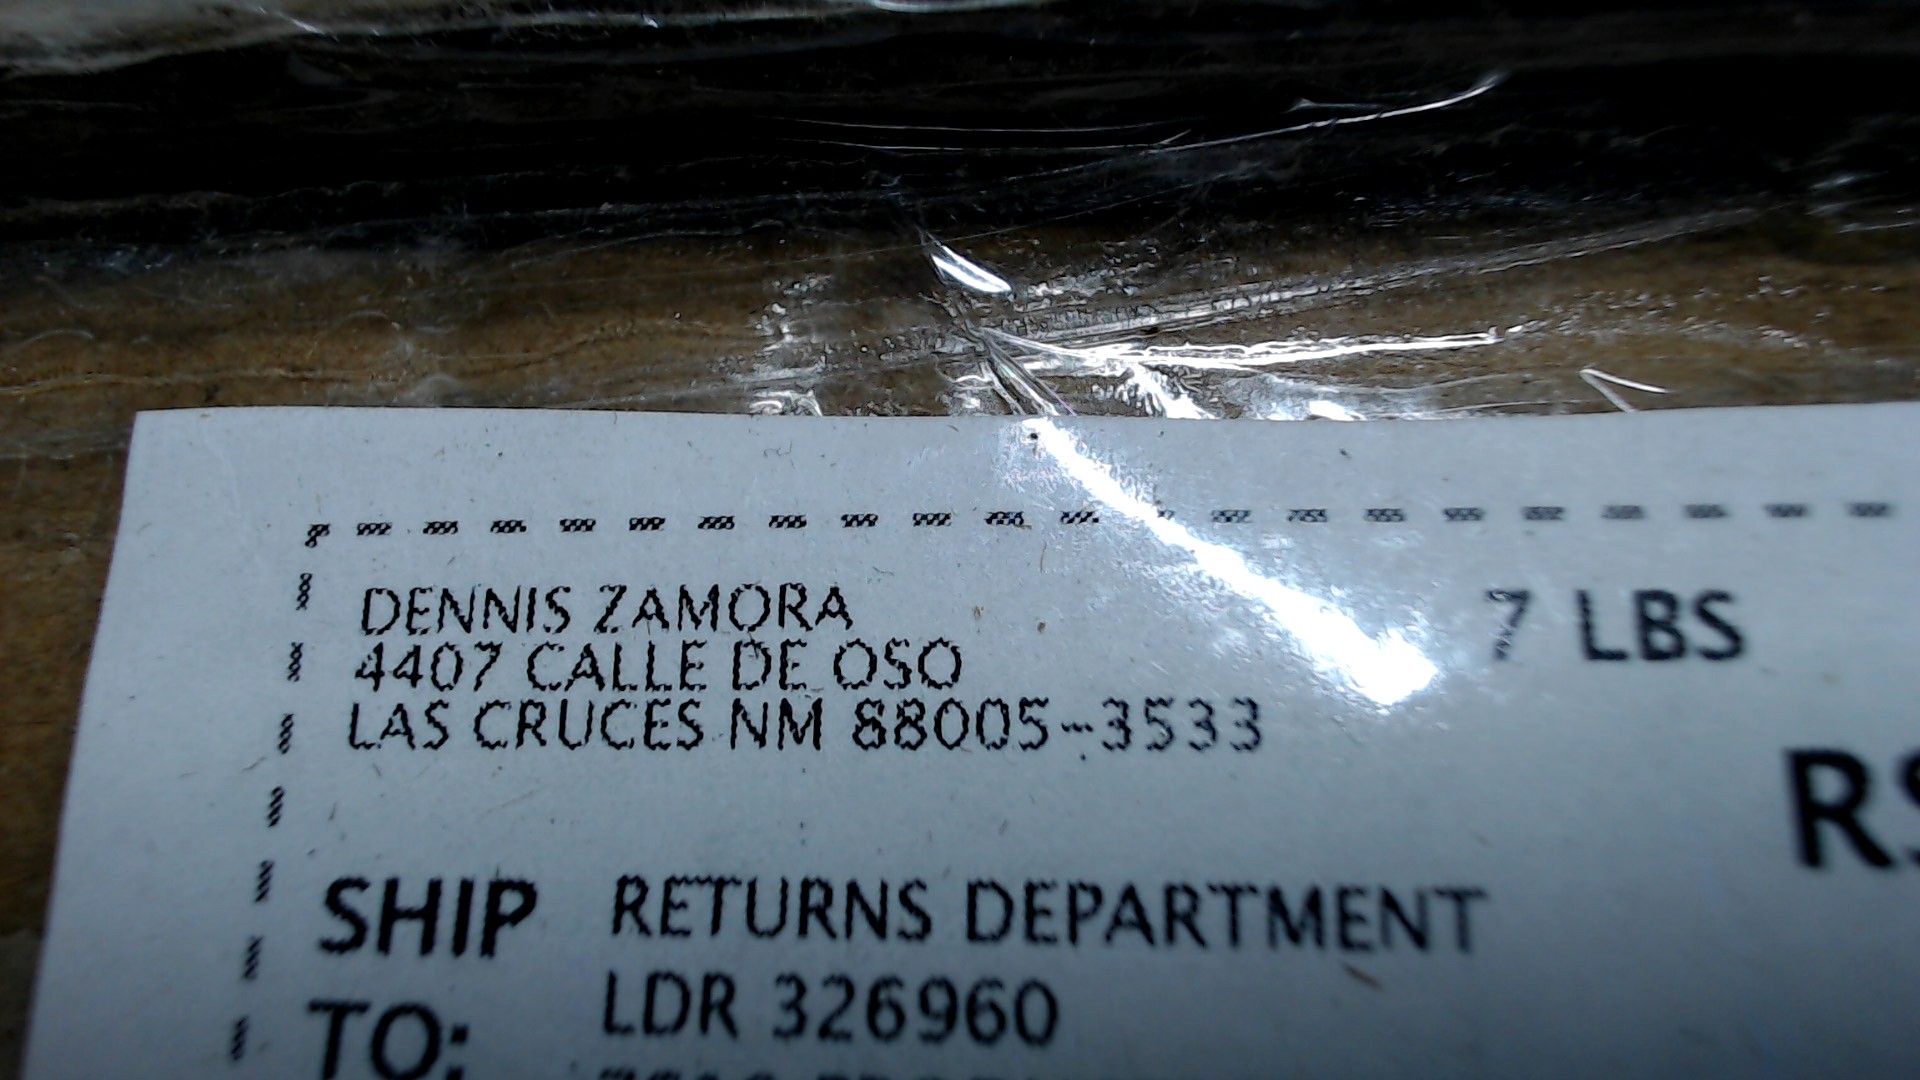 DENNIS ZAMORA
4407 CALLE DE OSO
LAS CRUCES NM 88005-3533
7 LBS
SHIP TO:
RETURNS DEPARTMENT
LDR 326960